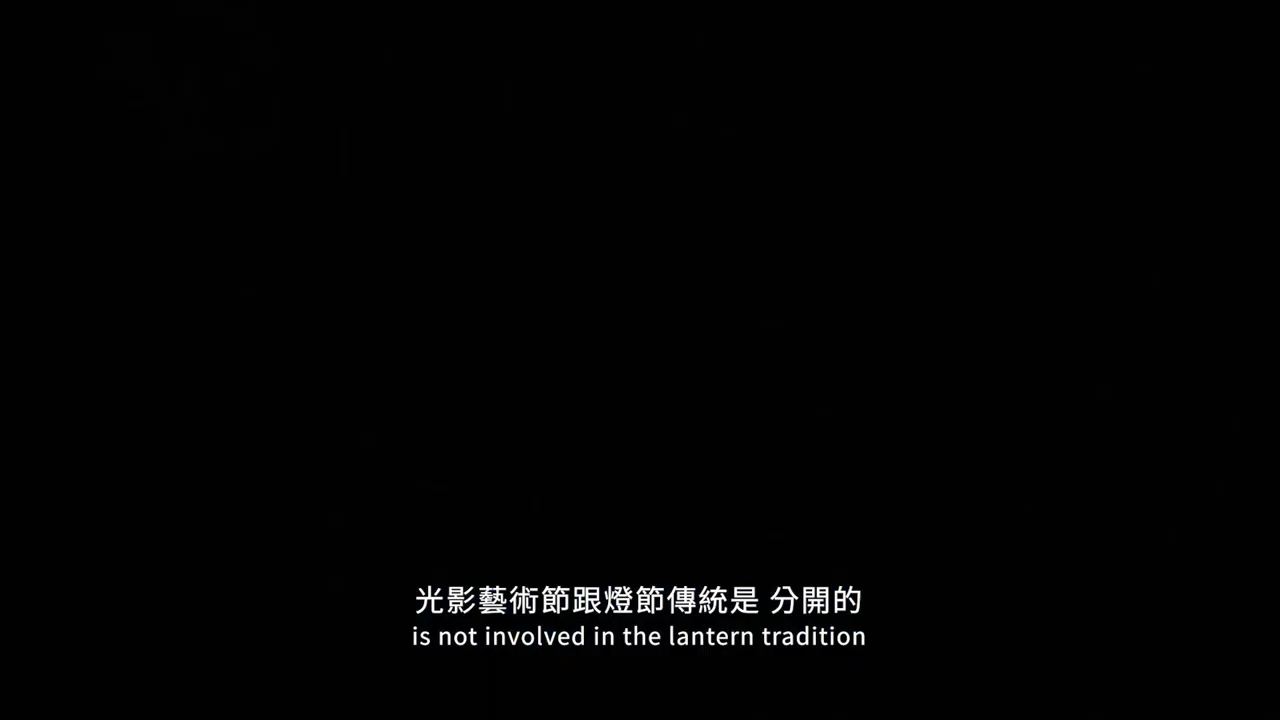 光影藝術節跟燈節傳統是 分開的
is not involved in the lantern tradition